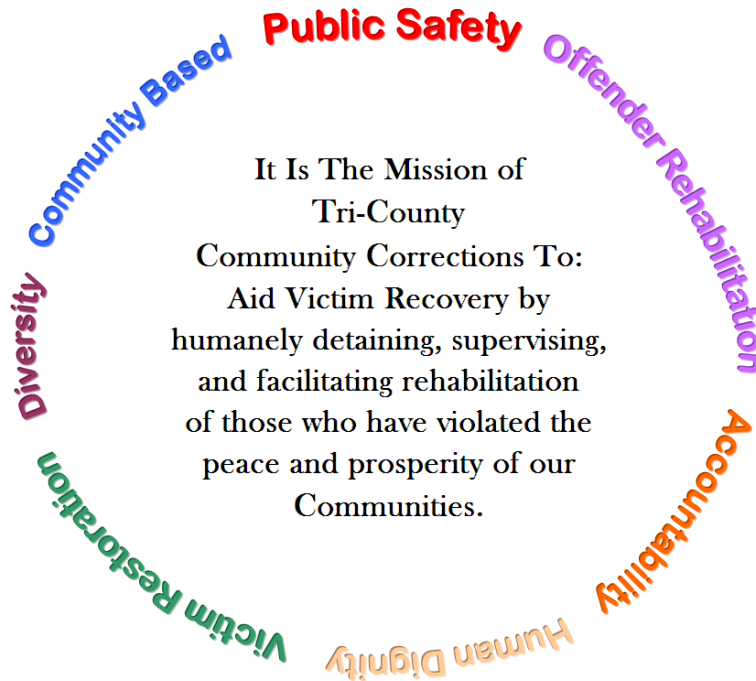 Public Safety
Offender Rehabilitation
Accountability
Human Dignity
Victim Restoration
Diversity
Community Based
It Is The Mission of
Tri-County
Community Corrections To:
Aid Victim Recovery by
humanely detaining, supervising,
and facilitating rehabilitation
of those who have violated the
peace and prosperity of our
Communities.